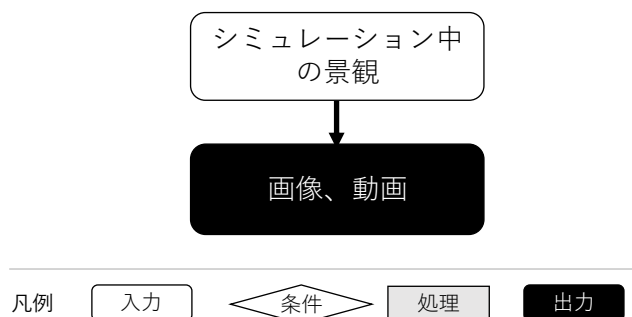 シミュレーション中
の景観
画像、動画
凡例 入力 条件 処理 出力